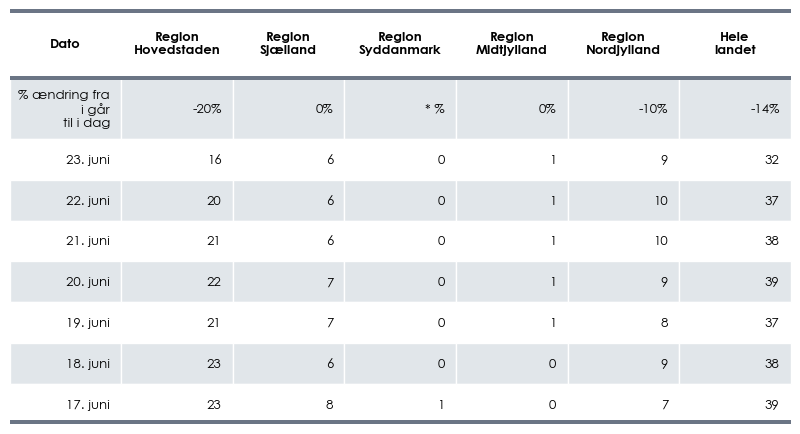 Dato Region Hovedstaden Region Sjælland Region Syddanmark Region Midtjylland Region Nordjylland Hele landet
% ændring fra i går til i dag -20% 0% * % 0% -10% -14%
23. juni 16 6 0 1 9 32
22. juni 20 6 0 1 10 37
21. juni 21 6 0 1 10 38
20. juni 22 7 0 1 9 39
19. juni 21 7 0 1 8 37
18. juni 23 6 0 0 9 38
17. juni 23 8 1 0 7 39